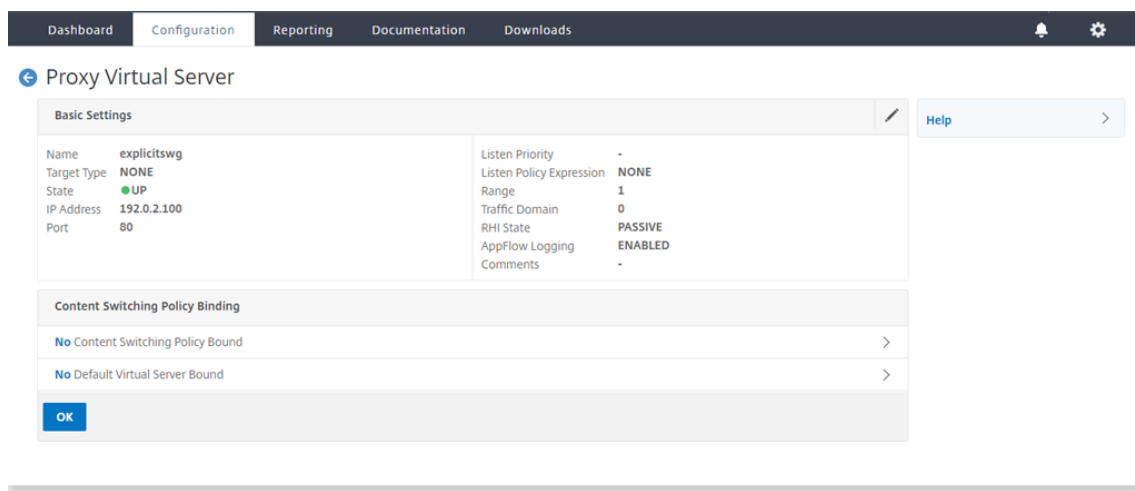 Dashboard Configuration Reporting Documentation Downloads
Proxy Virtual Server
Basic Settings
Help
Name explicitswg
Target Type NONE
State UP
IP Address 192.0.2.100
Port 80
Listen Priority -
Listen Policy Expression NONE
Range 1
Traffic Domain 0
RHI State PASSIVE
AppFlow Logging ENABLED
Comments -
Content Switching Policy Binding
No Content Switching Policy Bound
No Default Virtual Server Bound
OK